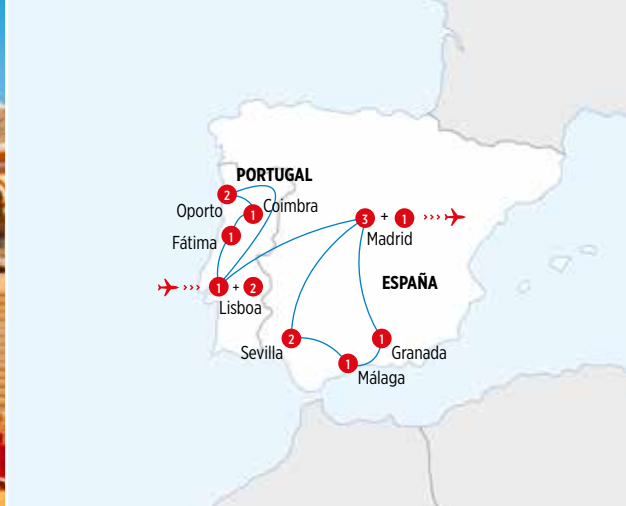 PORTUGAL
2
Oporto
1
Coimbra
1
Fátima
3 + 1
Madrid
ESPAÑA
1 + 2
Lisboa
2
Sevilla
1
Granada
1
Málaga